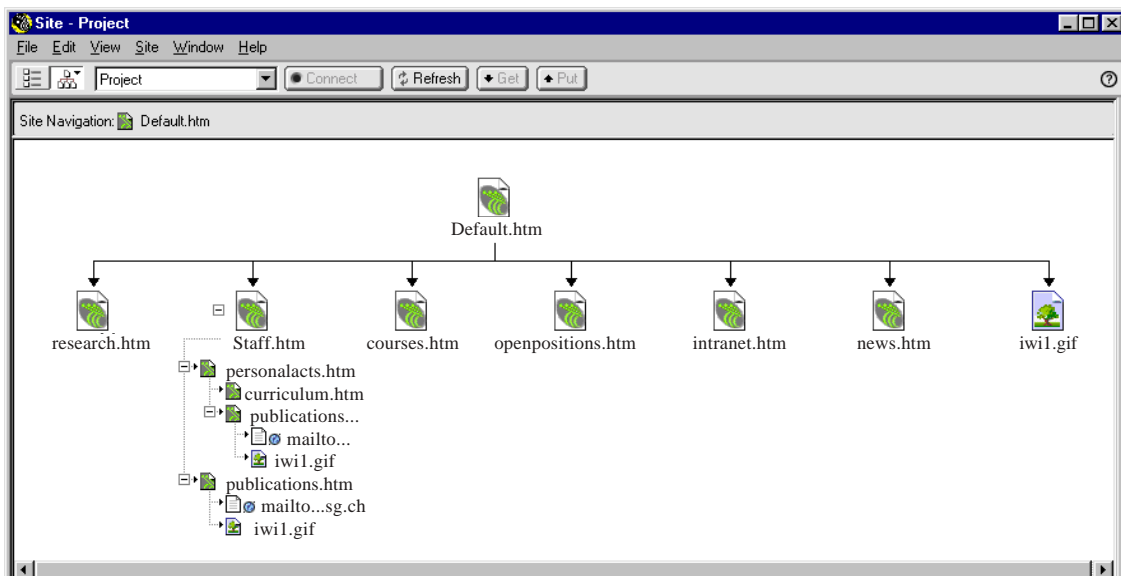 Site - Project
File Edit View Site Window Help
Project Connect Refresh Get Put
Site Navigation: Default.htm
Default.htm
research.htm Staff.htm courses.htm openpositions.htm intranet.htm news.htm iwi1.gif
personalacts.htm
curriculum.htm
publications...
mailto...
iwi1.gif
publications.htm
mailto...sg.ch
iwi1.gif